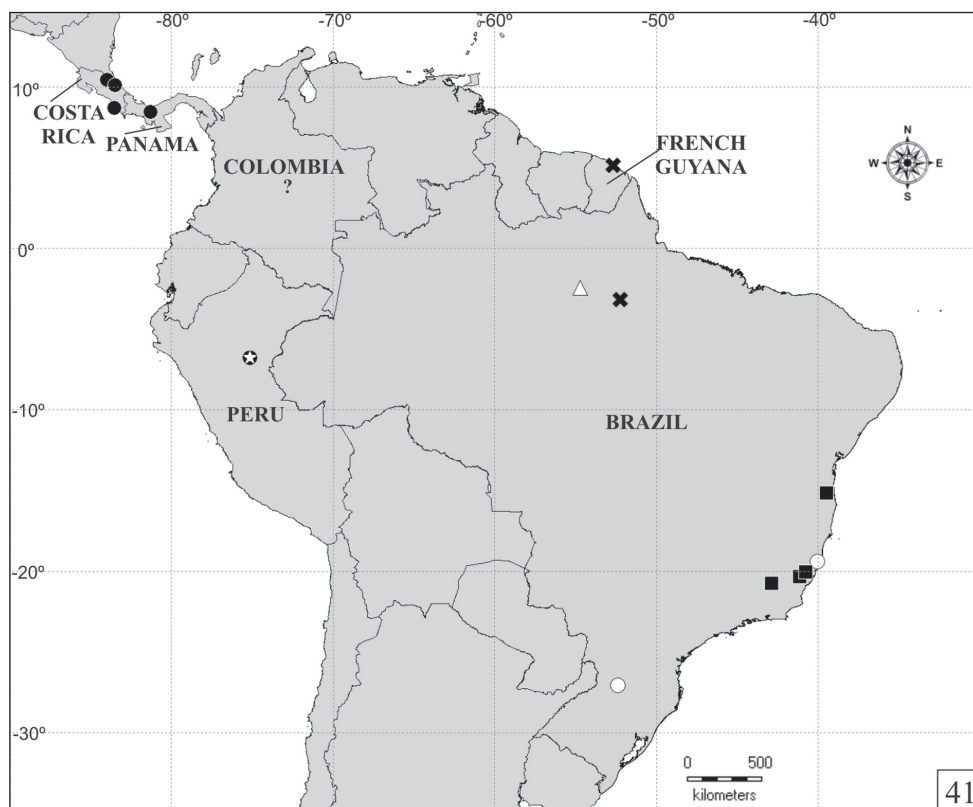 -80º -70º -60º -50º -40º
10º
COSTA
RICA
PANAMA
COLOMBIA
?
FRENCH
GUYANA
N
W E
S
0º
PERU
BRAZIL
-10º
-20º
-30º
0 500
kilometers
41